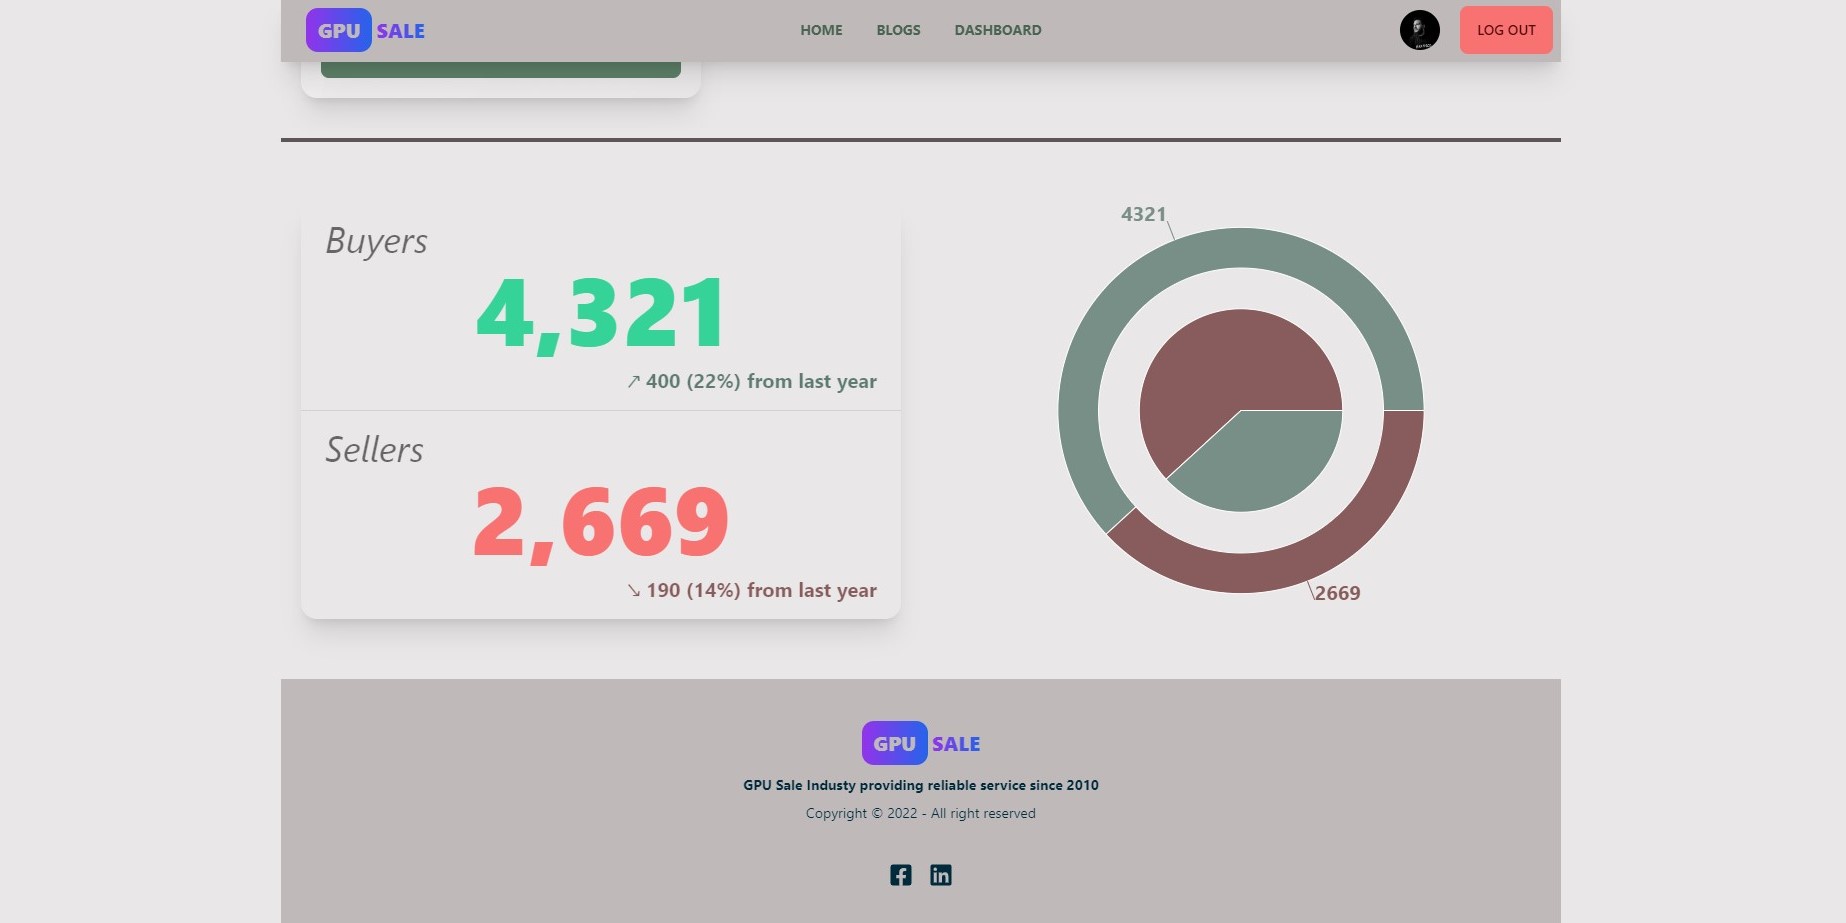 GPU SALE
HOME BLOGS DASHBOARD
LOG OUT
Buyers
4,321
↗ 400 (22%) from last year
Sellers
2,669
↘ 190 (14%) from last year
4321
2669
GPU SALE
GPU Sale Industy providing reliable service since 2010
Copyright © 2022 - All right reserved